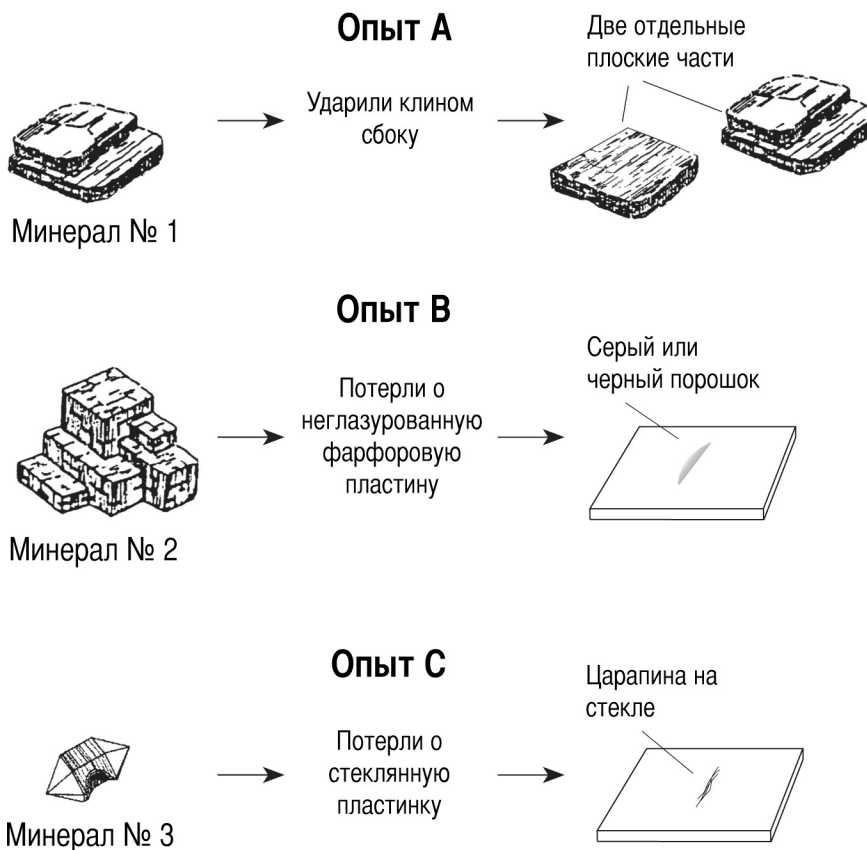 Опыт А
Ударили клином
сбоку
Две отдельные
плоские части
Минерал № 1
Опыт В
Потерли о
неглазурованную
фарфоровую
пластину
Серый или
черный порошок
Минерал № 2
Опыт С
Потерли о
стеклянную
пластинку
Царапина на
стекле
Минерал № 3